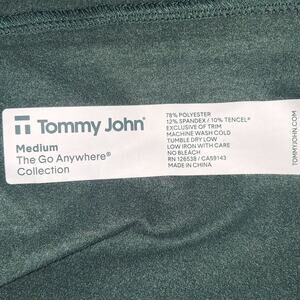 Tommy John®
Medium
The Go Anywhere®
Collection
78% POLYESTER
12% SPANDEX / 10% TENCEL®
EXCLUSIVE OF TRIM
MACHINE WASH COLD
TUMBLE DRY LOW
LOW IRON WITH CARE
NO BLEACH
RN 126538 / CA59143
MADE IN CHINA
TOMMYJOHN.COM